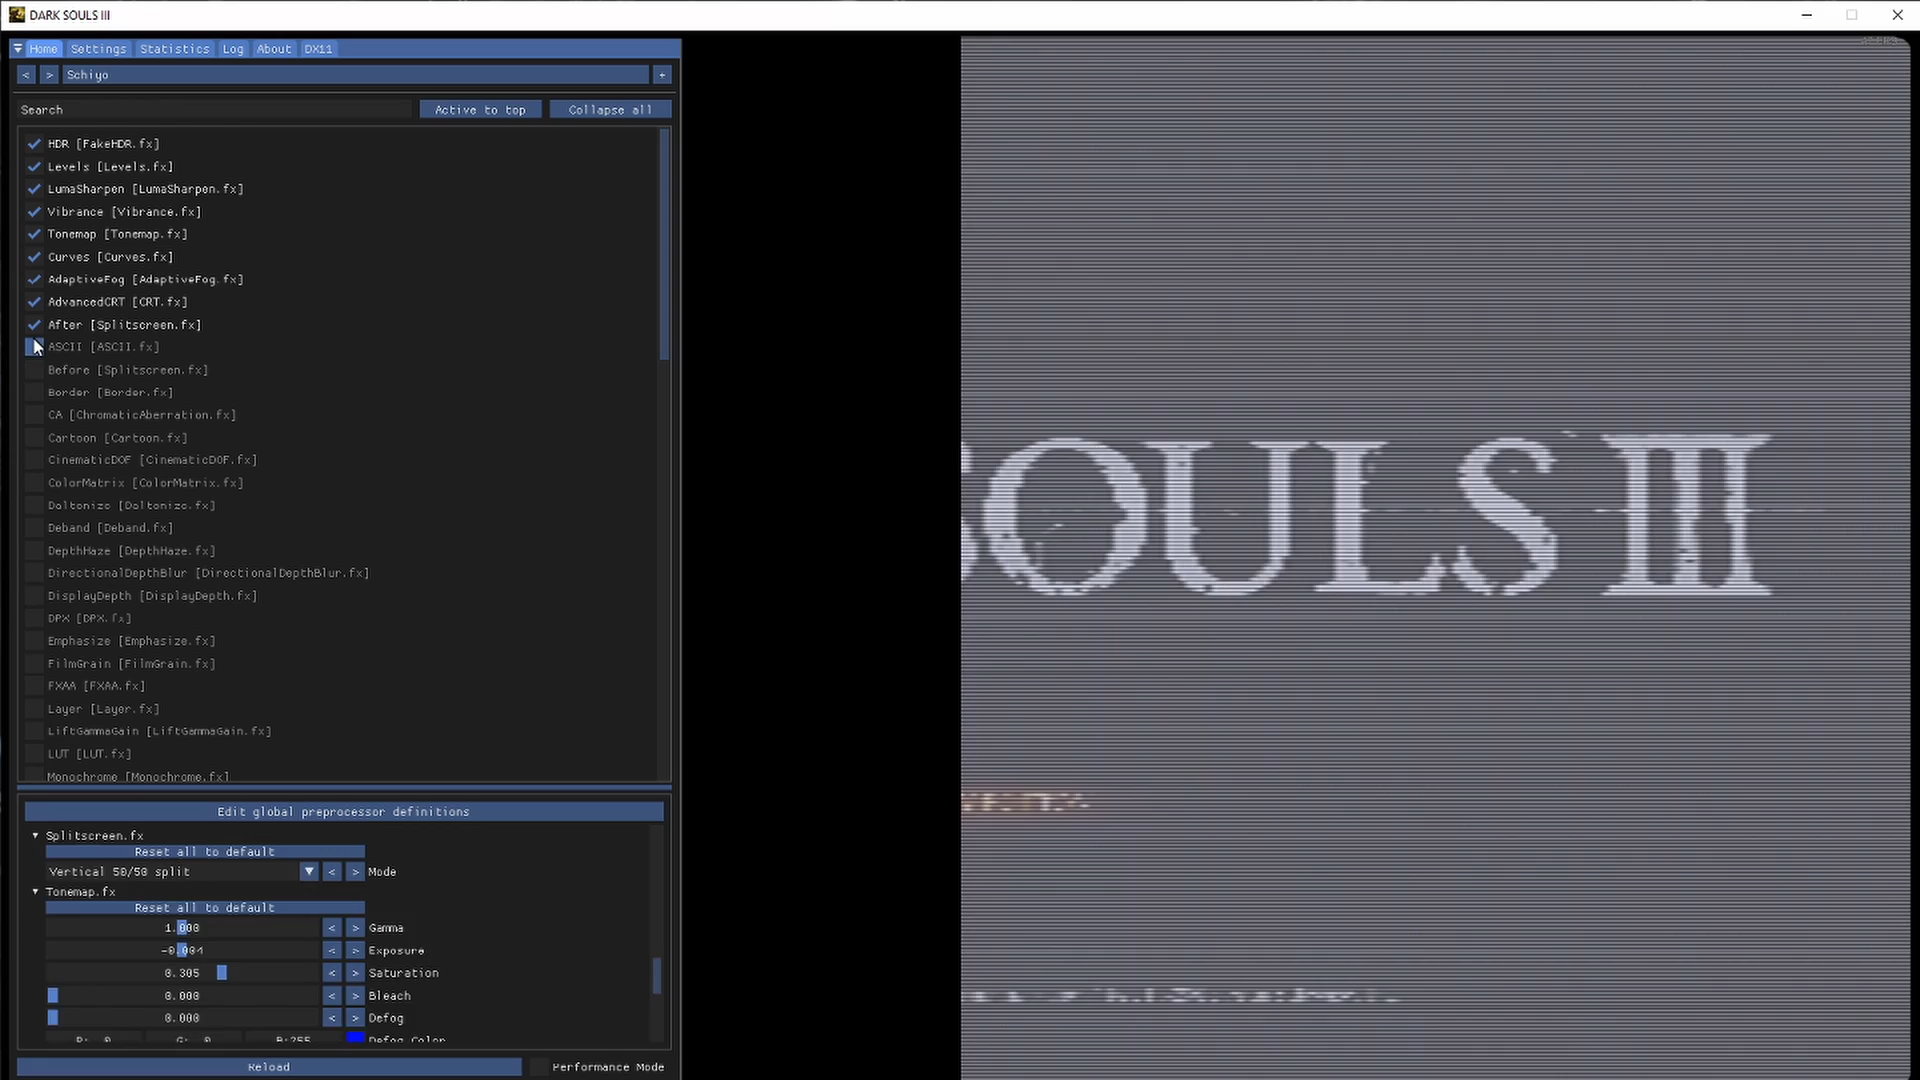 DARK SOULS III
Home Settings Statistics Log About DX11
< > Schiyo +
Search Active to top Collapse all
HDR [FakeHDR.fx]
Levels [Levels.fx]
LumaSharpen [LumaSharpen.fx]
Vibrance [Vibrance.fx]
Tonemap [Tonemap.fx]
Curves [Curves.fx]
AdaptiveFog [AdaptiveFog.fx]
AdvancedCRT [CRT.fx]
After [Splitscreen.fx]
ASCII [ASCII.fx]
Before [Splitscreen.fx]
Border [Border.fx]
CA [ChromaticAberration.fx]
Cartoon [Cartoon.fx]
CinematicDOF [CinematicDOF.fx]
ColorMatrix [ColorMatrix.fx]
Daltonize [Daltonize.fx]
Deband [Deband.fx]
DepthHaze [DepthHaze.fx]
DirectionalDepthBlur [DirectionalDepthBlur.fx]
DisplayDepth [DisplayDepth.fx]
DPX [DPX.fx]
Emphasize [Emphasize.fx]
FilmGrain [FilmGrain.fx]
FXAA [FXAA.fx]
Layer [Layer.fx]
LiftGammaGain [LiftGammaGain.fx]
LUT [LUT.fx]
Monochrome [Monochrome.fx]
Edit global preprocessor definitions
Splitscreen.fx
Reset all to default
Vertical 50/50 split < > Mode
Tonemap.fx
Reset all to default
1.000 < > Gamma
-0.004 < > Exposure
0.305 < > Saturation
0.000 < > Bleach
0.000 < > Defog
R: 0 G: 0 B:255 Defog Color
Reload Performance Mode
SOULS III